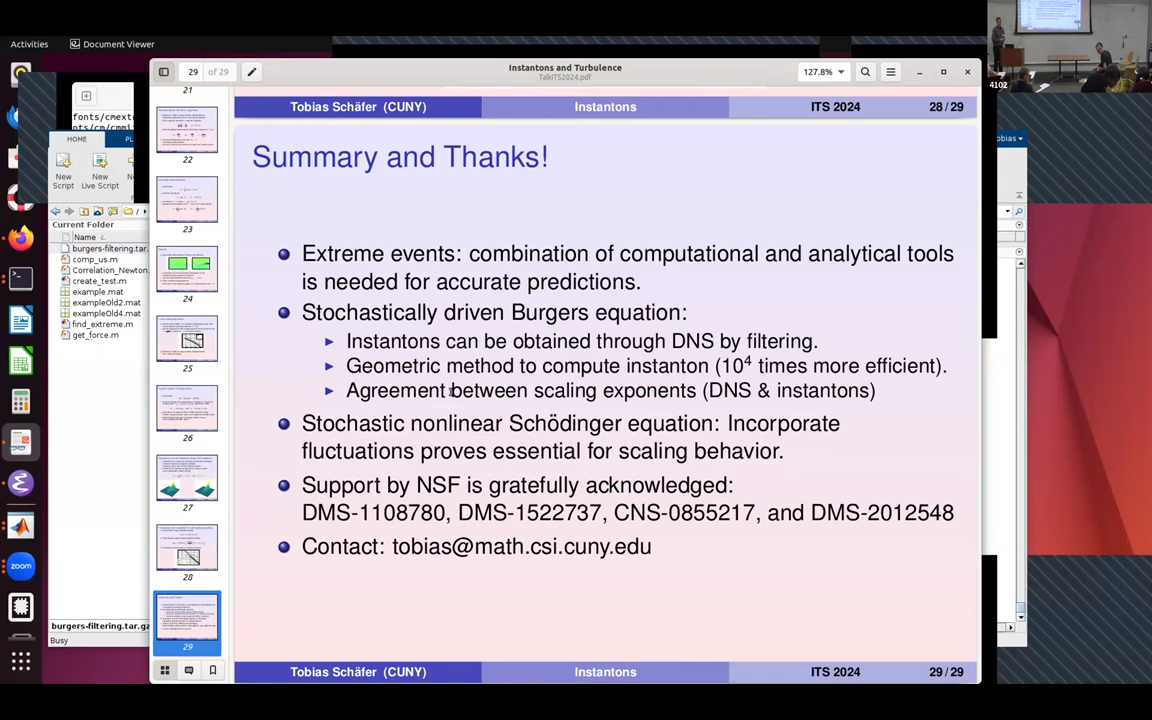 Activities
Document Viewer
29 of 29
Instantons and Turbulence
TalkITS2024.pdf
127.8%
4102
Tobias Schäfer (CUNY)
Instantons
ITS 2024
28/29
Summary and Thanks!
Extreme events: combination of computational and analytical tools
is needed for accurate predictions.
Stochastically driven Burgers equation:
Instantons can be obtained through DNS by filtering.
Geometric method to compute instanton (10⁴ times more efficient).
Agreement between scaling exponents (DNS & instantons)
Stochastic nonlinear Schödinger equation: Incorporate
fluctuations proves essential for scaling behavior.
Support by NSF is gratefully acknowledged:
DMS-1108780, DMS-1522737, CNS-0855217, and DMS-2012548
Contact: tobias@math.csi.cuny.edu
Tobias Schäfer (CUNY)
Instantons
ITS 2024
29/29
21
22
23
24
25
26
27
28
29
fonts/cmext
HOME
PL
New
Script
New
Live Script
Current Folder
Name
burgers-filtering.tar.
comp_us.m
Correlation_Newton
create_test.m
example.mat
exampleOld2.mat
exampleOld4.mat
find_extreme.m
get_force.m
burgers-filtering.tar.gz
Busy
zoom
obias